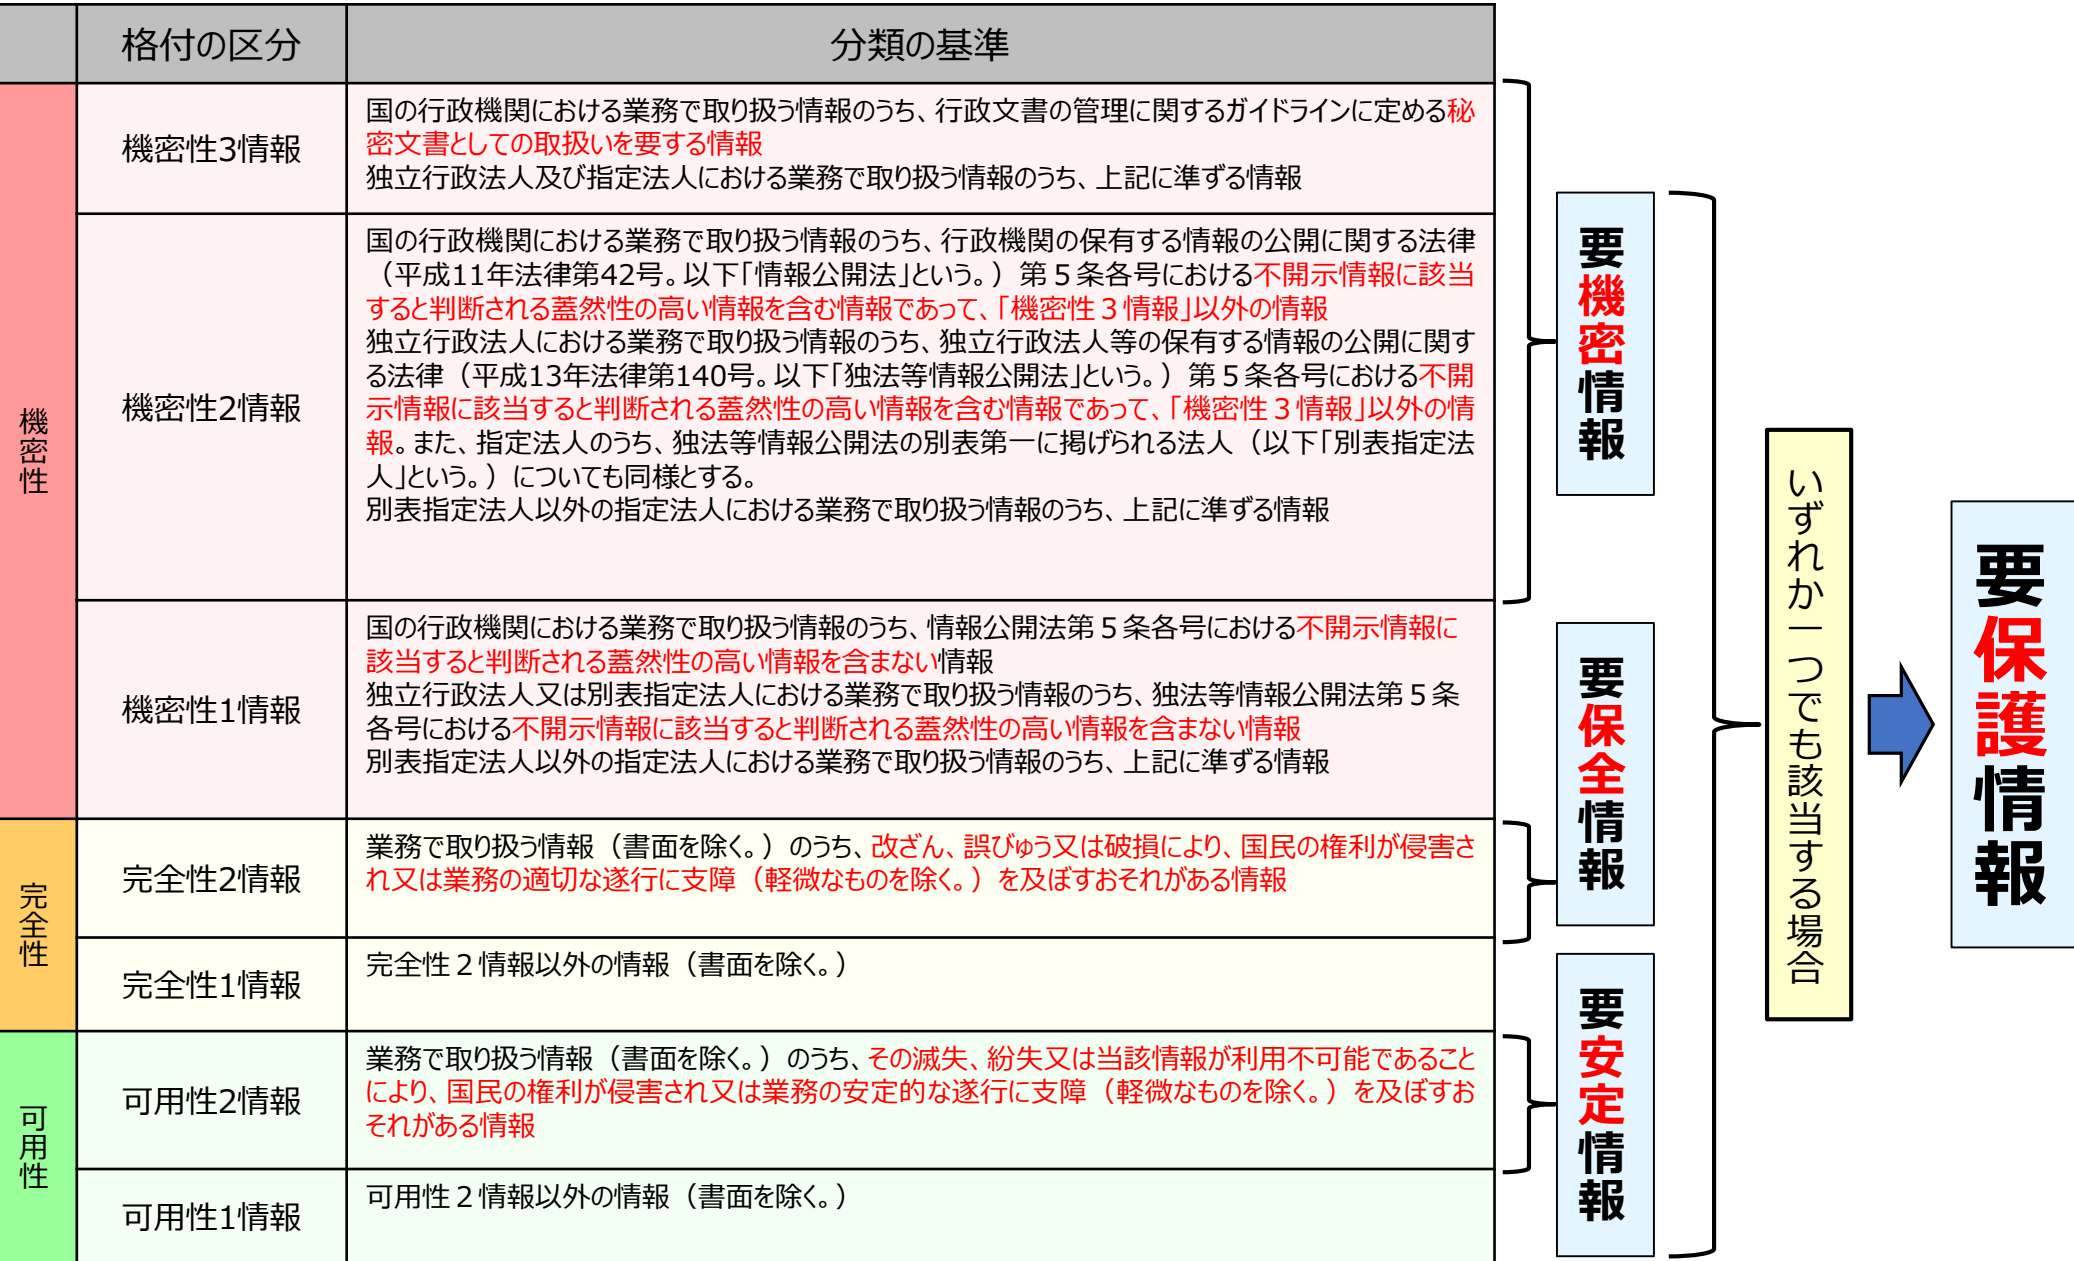 格付の区分
分類の基準
機密性
機密性3情報
国の行政機関における業務で取り扱う情報のうち、行政文書の管理に関するガイドラインに定める秘
密文書としての取扱いを要する情報
独立行政法人及び指定法人における業務で取り扱う情報のうち、上記に準ずる情報
機密性2情報
国の行政機関における業務で取り扱う情報のうち、行政機関の保有する情報の公開に関する法律
（平成11年法律第42号。以下「情報公開法」という。）第５条各号における不開示情報に該当
すると判断される蓋然性の高い情報を含む情報であって、「機密性３情報」以外の情報
独立行政法人における業務で取り扱う情報のうち、独立行政法人等の保有する情報の公開に関す
る法律（平成13年法律第140号。以下「独法等情報公開法」という。）第５条各号における不開
示情報に該当すると判断される蓋然性の高い情報を含む情報であって、「機密性３情報」以外の情
報。また、指定法人のうち、独法等情報公開法の別表第一に掲げられる法人（以下「別表指定法
人」という。）についても同様とする。
別表指定法人以外の指定法人における業務で取り扱う情報のうち、上記に準ずる情報
機密性1情報
国の行政機関における業務で取り扱う情報のうち、情報公開法第５条各号における不開示情報に
該当すると判断される蓋然性の高い情報を含まない情報
独立行政法人又は別表指定法人における業務で取り扱う情報のうち、独法等情報公開法第５条
各号における不開示情報に該当すると判断される蓋然性の高い情報を含まない情報
別表指定法人以外の指定法人における業務で取り扱う情報のうち、上記に準ずる情報
完全性
完全性2情報
業務で取り扱う情報（書面を除く。）のうち、改ざん、誤びゅう又は破損により、国民の権利が侵害さ
れ又は業務の適切な遂行に支障（軽微なものを除く。）を及ぼすおそれがある情報
完全性1情報
完全性２情報以外の情報（書面を除く。）
可用性
可用性2情報
業務で取り扱う情報（書面を除く。）のうち、その滅失、紛失又は当該情報が利用不可能であること
により、国民の権利が侵害され又は業務の安定的な遂行に支障（軽微なものを除く。）を及ぼすお
それがある情報
可用性1情報
可用性２情報以外の情報（書面を除く。）
要機密情報
要保全情報
要安定情報
いずれか一つでも該当する場合
要保護情報